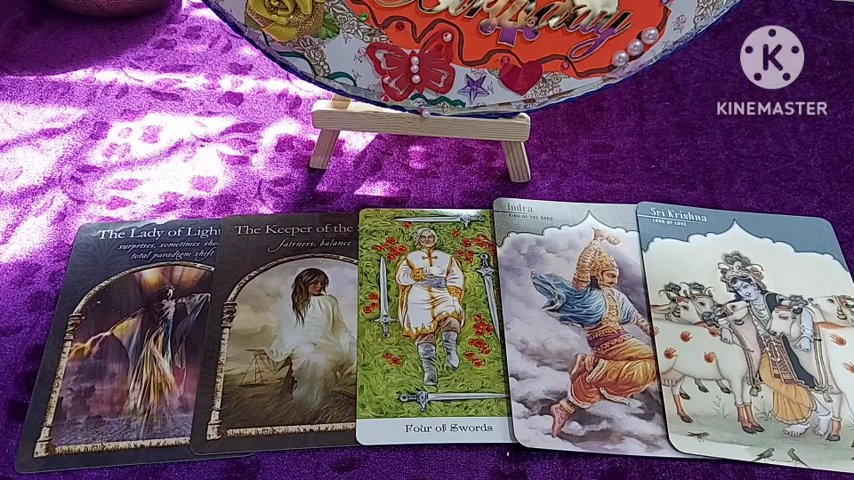 Birthday
KINEMASTER
The Lady of Ligh
surprises, sometimes sho
total paradigm shift
The Keeper of the
fairness, balance
Four of Swords
Indra
KING OF THE GODS
Sri Krishna
LORD OF LOVE